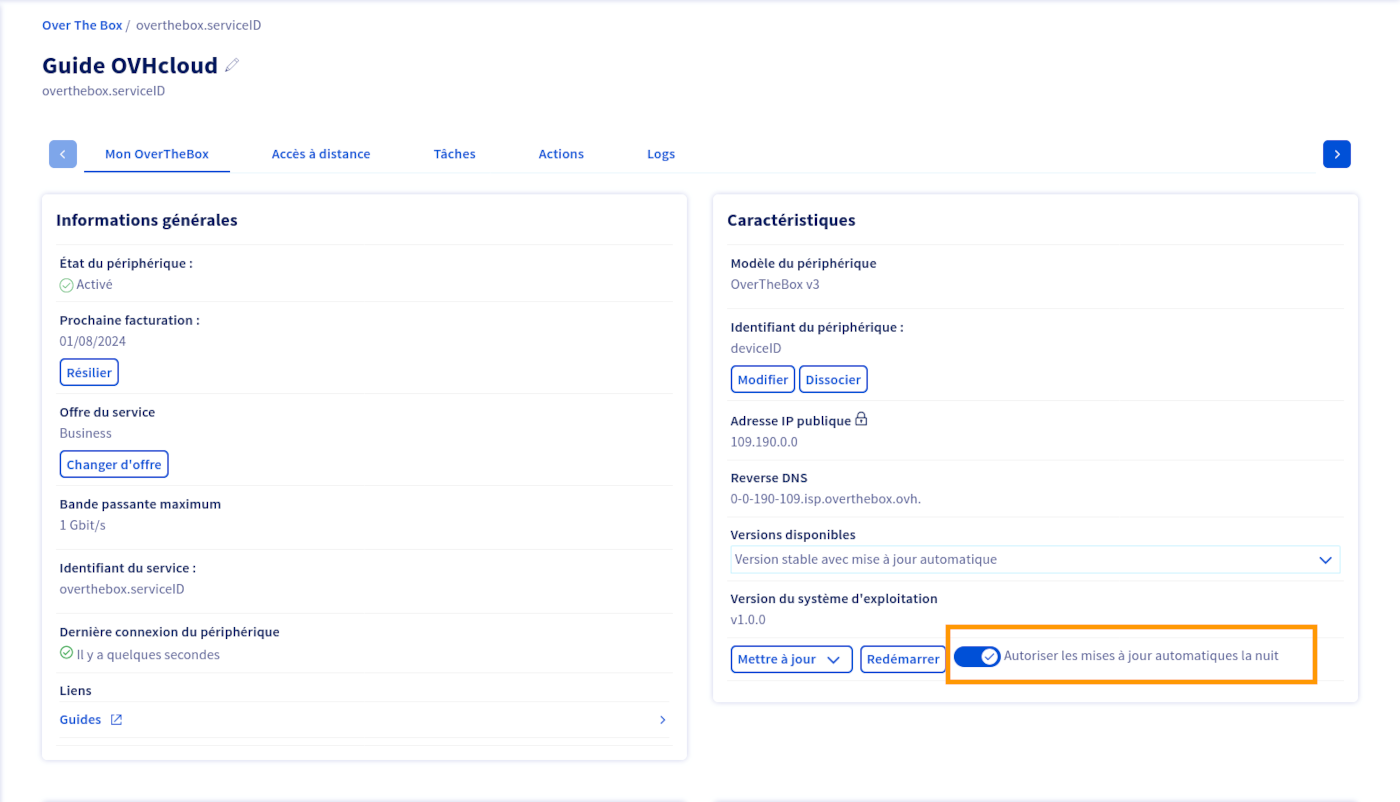 Over The Box / overthebox.serviceID
Guide OVHcloud
overthebox.serviceID
Mon OverTheBox
Accès à distance
Tâches
Actions
Logs
Informations générales
État du périphérique :
Activé
Prochaine facturation :
01/08/2024
Résilier
Offre du service
Business
Changer d'offre
Bande passante maximum
1 Gbit/s
Identifiant du service :
overthebox.serviceID
Dernière connexion du périphérique
Il y a quelques secondes
Liens
Guides
Caractéristiques
Modèle du périphérique
OverTheBox v3
Identifiant du périphérique :
deviceID
Modifier Dissocier
Adresse IP publique
109.190.0.0
Reverse DNS
0-0-190-109.isp.overthebox.ovh.
Versions disponibles
Version stable avec mise à jour automatique
Version du système d'exploitation
v1.0.0
Mettre à jour Redémarrer Autoriser les mises à jour automatiques la nuit